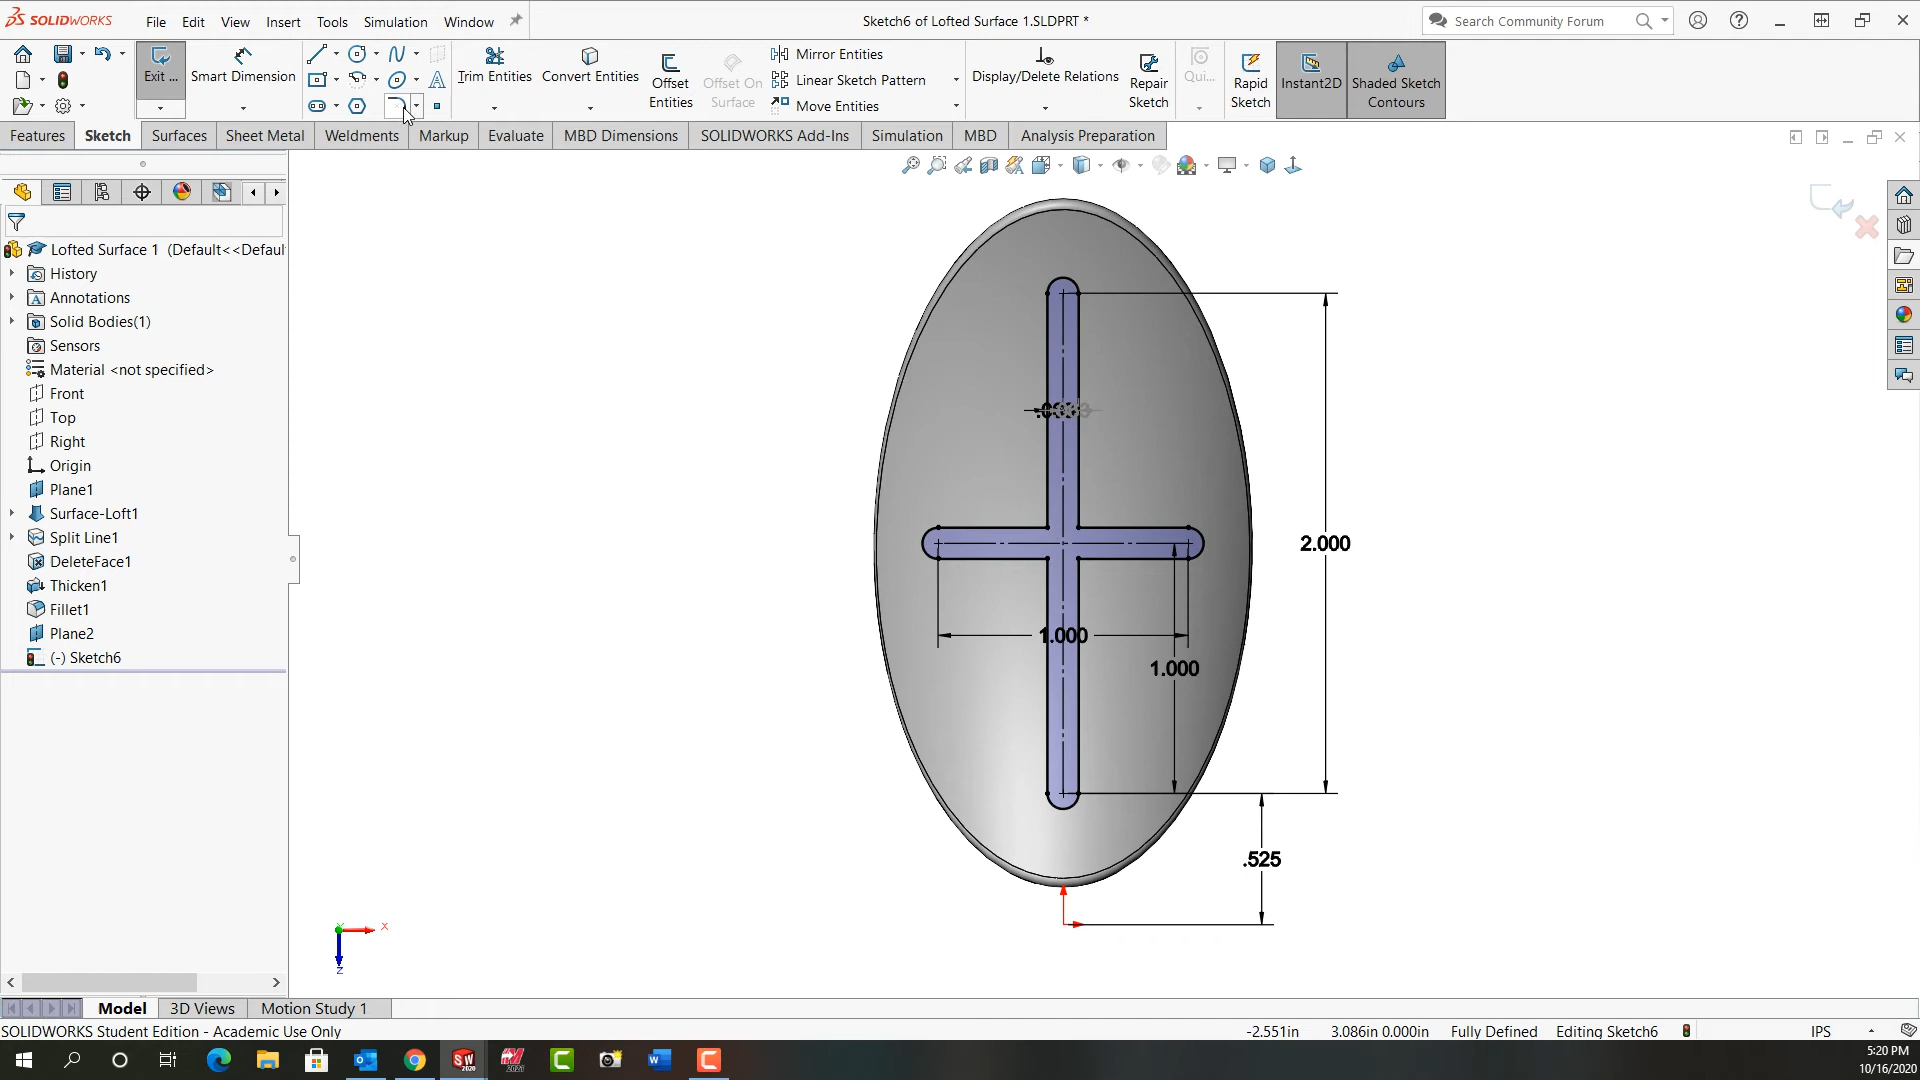 SOLIDWORKS File Edit View Insert Tools Simulation Window
Sketch6 of Lofted Surface 1.SLDPRT *
Search Community Forum
Exit ...
Smart Dimension
Trim Entities
Convert Entities
Offset
Entities
Offset On
Surface
Mirror Entities
Linear Sketch Pattern
Move Entities
Display/Delete Relations
Repair
Sketch
Qui...
Rapid
Sketch
Instant2D
Shaded Sketch
Contours
Features Sketch Surfaces Sheet Metal Weldments Markup Evaluate MBD Dimensions SOLIDWORKS Add-Ins Simulation MBD Analysis Preparation
Lofted Surface 1 (Default<<Defaul
History
Annotations
Solid Bodies(1)
Sensors
Material <not specified>
Front
Top
Right
Origin
Plane1
Surface-Loft1
Split Line1
DeleteFace1
Thicken1
Fillet1
Plane2
(-) Sketch6
2.000
1.000
1.000
.525
X
Z
Model 3D Views Motion Study 1
SOLIDWORKS Student Edition - Academic Use Only
-2.551in 3.086in 0.000in Fully Defined Editing Sketch6 IPS
5:20 PM
10/16/2020